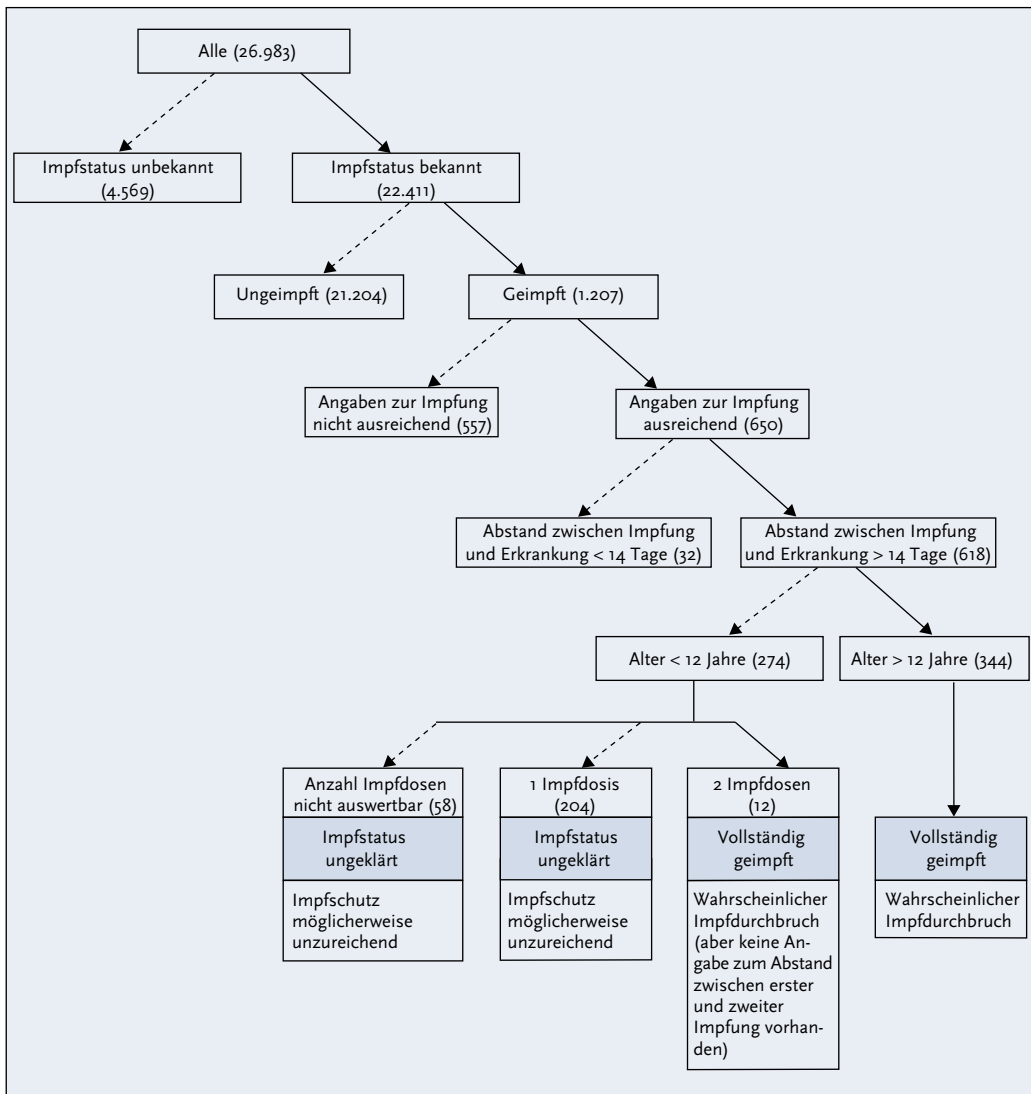 Alle (26.983)
Impfstatus unbekannt
(4.569)
Impfstatus bekannt
(22.411)
Ungeimpft (21.204)
Geimpft (1.207)
Angaben zur Impfung
nicht ausreichend (557)
Angaben zur Impfung
ausreichend (650)
Abstand zwischen Impfung
und Erkrankung < 14 Tage (32)
Abstand zwischen Impfung
und Erkrankung > 14 Tage (618)
Alter < 12 Jahre (274)
Alter > 12 Jahre (344)
Anzahl Impfdosen
nicht auswertbar (58)
Impfstatus
ungeklärt
Impfschutz
möglicherweise
unzureichend
1 Impfdosis
(204)
Impfstatus
ungeklärt
Impfschutz
möglicherweise
unzureichend
2 Impfdosen
(12)
Vollständig
geimpft
Wahrscheinlicher
Impfdurchbruch
(aber keine An-
gabe zum Abstand
zwischen erster
und zweiter
Impfung vorhan-
den)
Vollständig
geimpft
Wahrscheinlicher
Impfdurchbruch